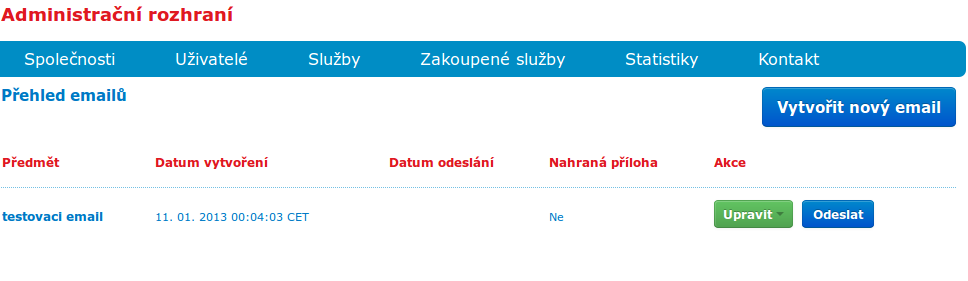 Administrační rozhraní
Společnosti Uživatelé Služby Zakoupené služby Statistiky Kontakt
Přehled emailů
Vytvořit nový email
Předmět Datum vytvoření Datum odeslání Nahraná příloha Akce
testovaci email 11. 01. 2013 00:04:03 CET Ne Upravit Odeslat